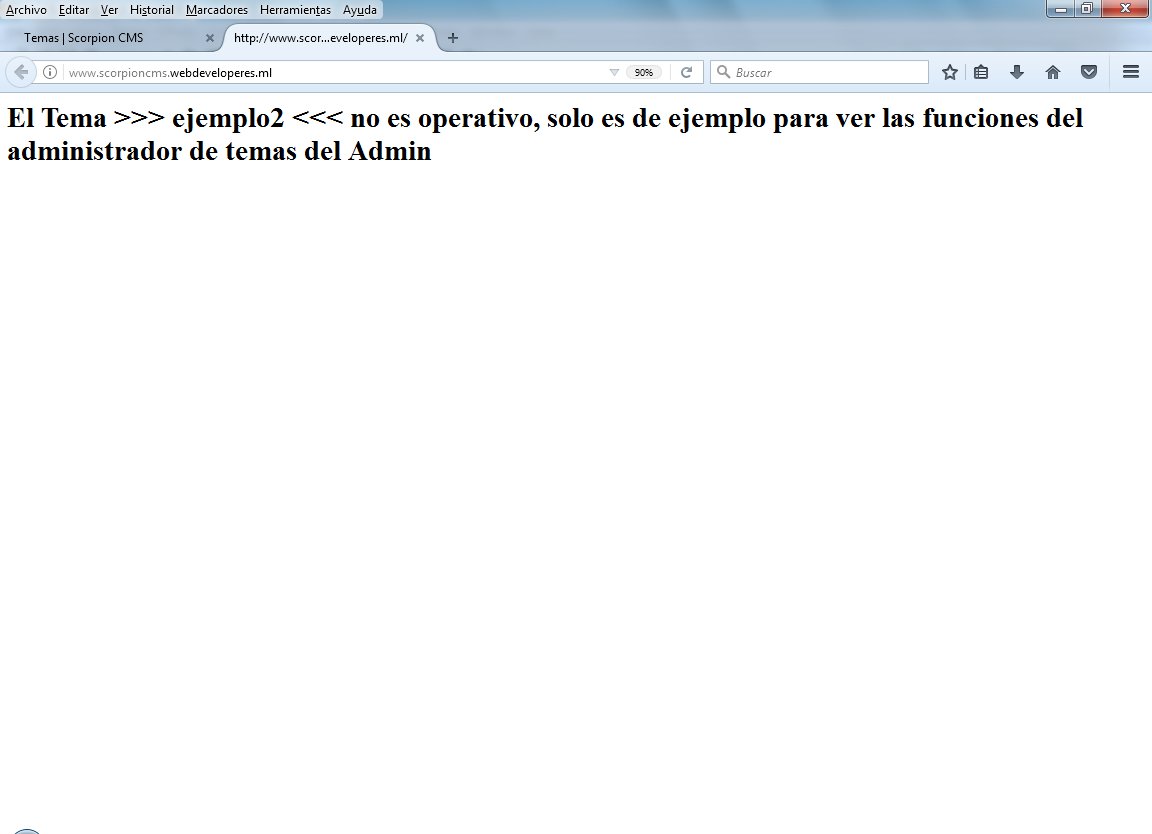 Archivo Editar Ver Historial Marcadores Herramientas Ayuda
Temas | Scorpion CMS http://www.scor...eveloperes.ml/
www.scorpioncms.webdeveloperes.ml 90% Buscar
El Tema >>> ejemplo2 <<< no es operativo, solo es de ejemplo para ver las funciones del
administrador de temas del Admin